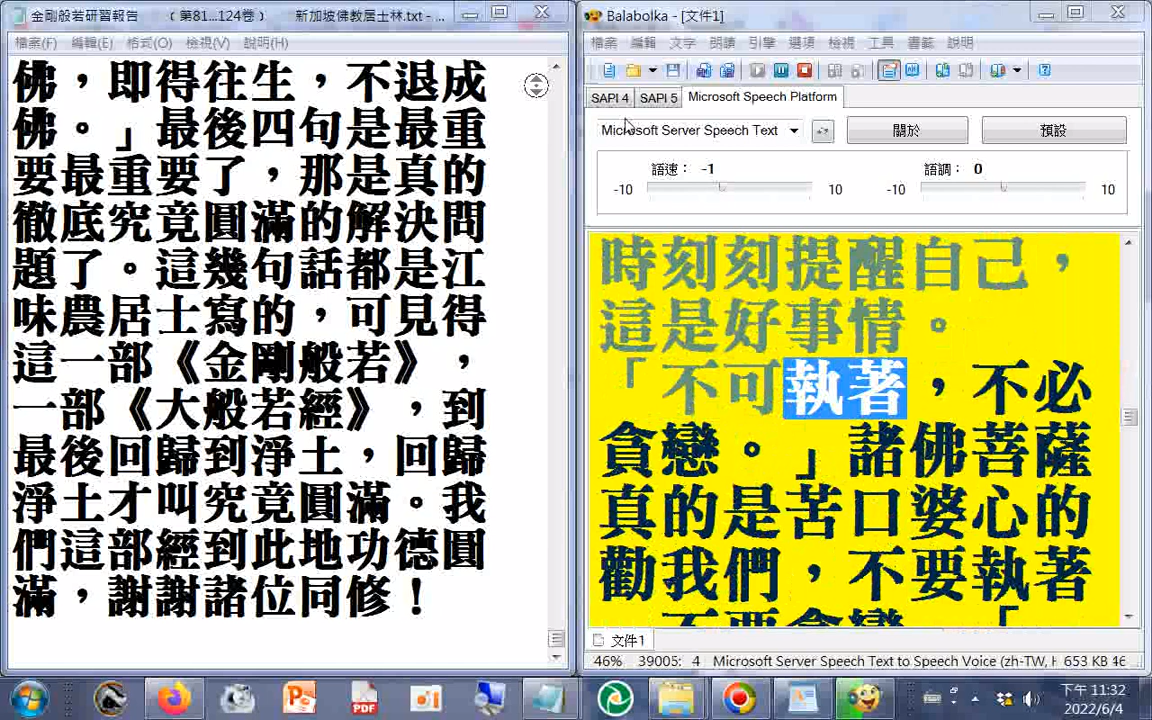 金剛般若研習報告 （第81...124卷） 新加坡佛教居士林.txt - ...
檔案(F) 編輯(E) 格式(O) 檢視(V) 說明(H)
佛，即得往生，不退成
佛。」最後四句是最重
要最重要了，那是真的
徹底究竟圓滿的解決問
題了。這幾句話都是江
味農居士寫的，可見得
這一部《金剛般若》，
一部《大般若經》，到
最後回歸到淨土，回歸
淨土才叫究竟圓滿。我
們這部經到此地功德圓
滿，謝謝諸位同修！
Balabolka - [文件1]
檔案 編輯 文字 朗讀 引擎 選項 檢視 工具 書籤 說明
SAPI 4 SAPI 5 Microsoft Speech Platform
Microsoft Server Speech Text 關於 預設
語速： -1 語調： 0
-10 10 -10 10
時刻刻提醒自己，
這是好事情。
「不可執著，不必
貪戀。」諸佛菩薩
真的是苦口婆心的
勸我們，不要執著
，不要貪戀。「
文件1
46% 39005: 4 Microsoft Server Speech Text to Speech Voice (zh-TW, H 653 KB 46
PDF
下午 11:32
2022/6/4